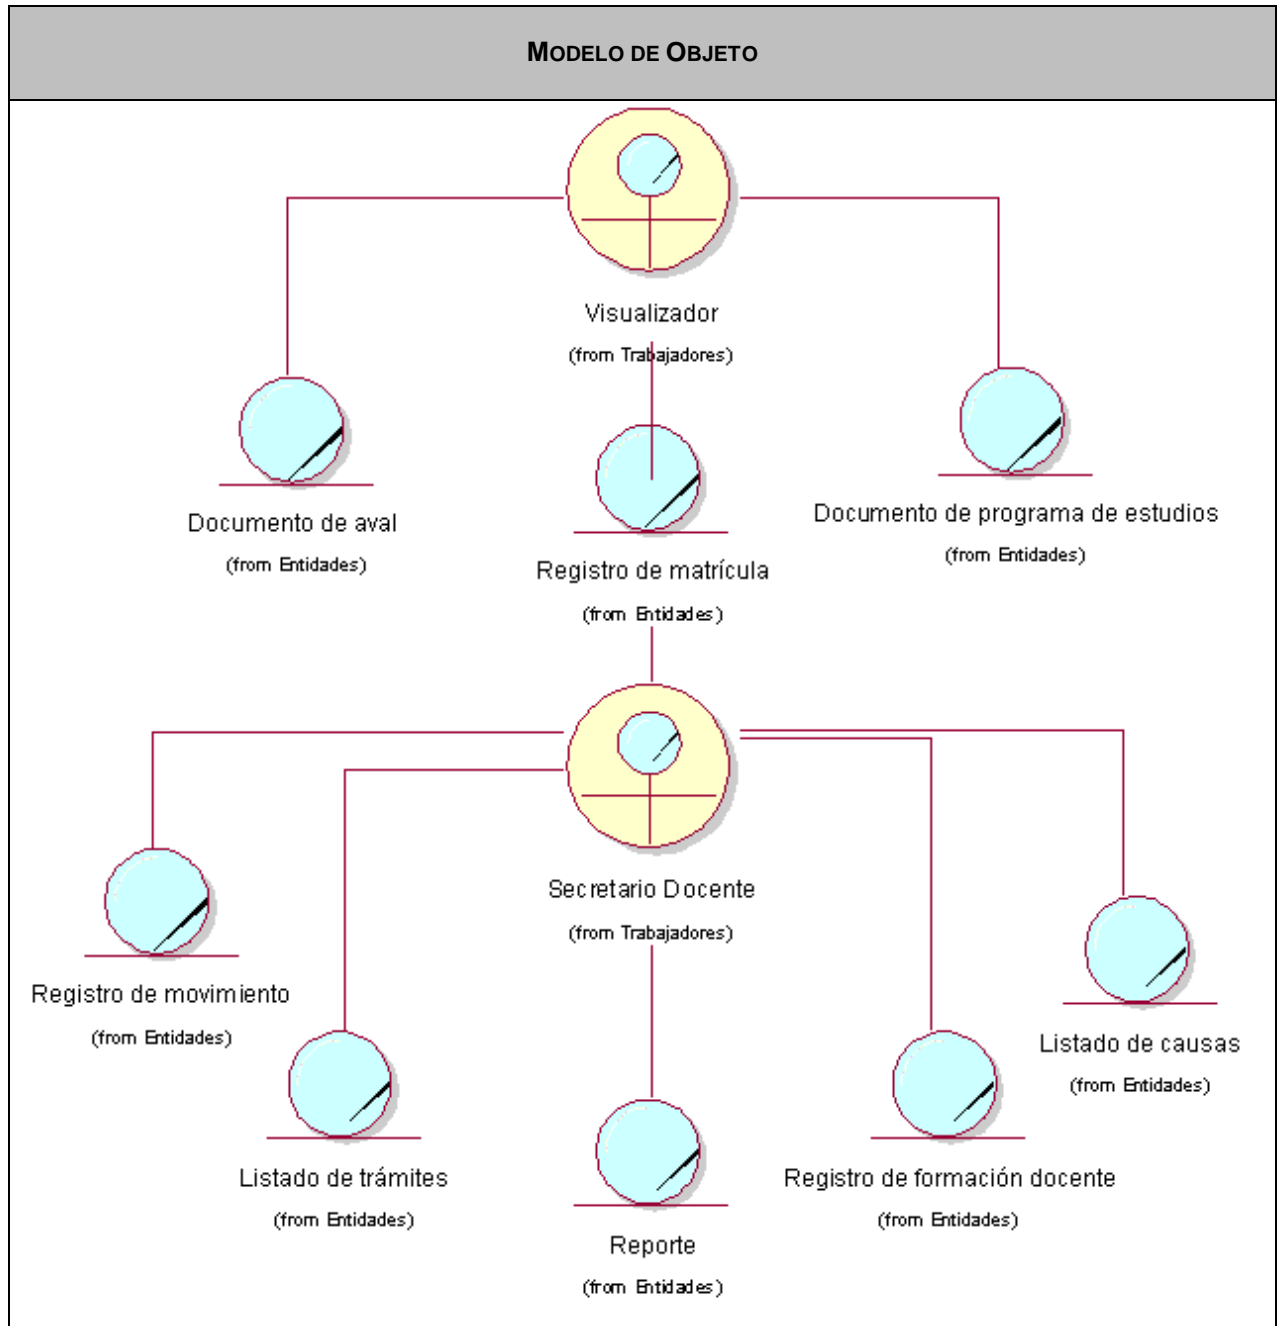 MODELO DE OBJETO
Visualizador
(from Trabajadores)
Documento de aval
(from Entidades)
Registro de matrícula
(from Entidades)
Documento de programa de estudios
(from Entidades)
Secretario Docente
(from Trabajadores)
Registro de movimiento
(from Entidades)
Listado de trámites
(from Entidades)
Reporte
(from Entidades)
Registro de formación docente
(from Entidades)
Listado de causas
(from Entidades)